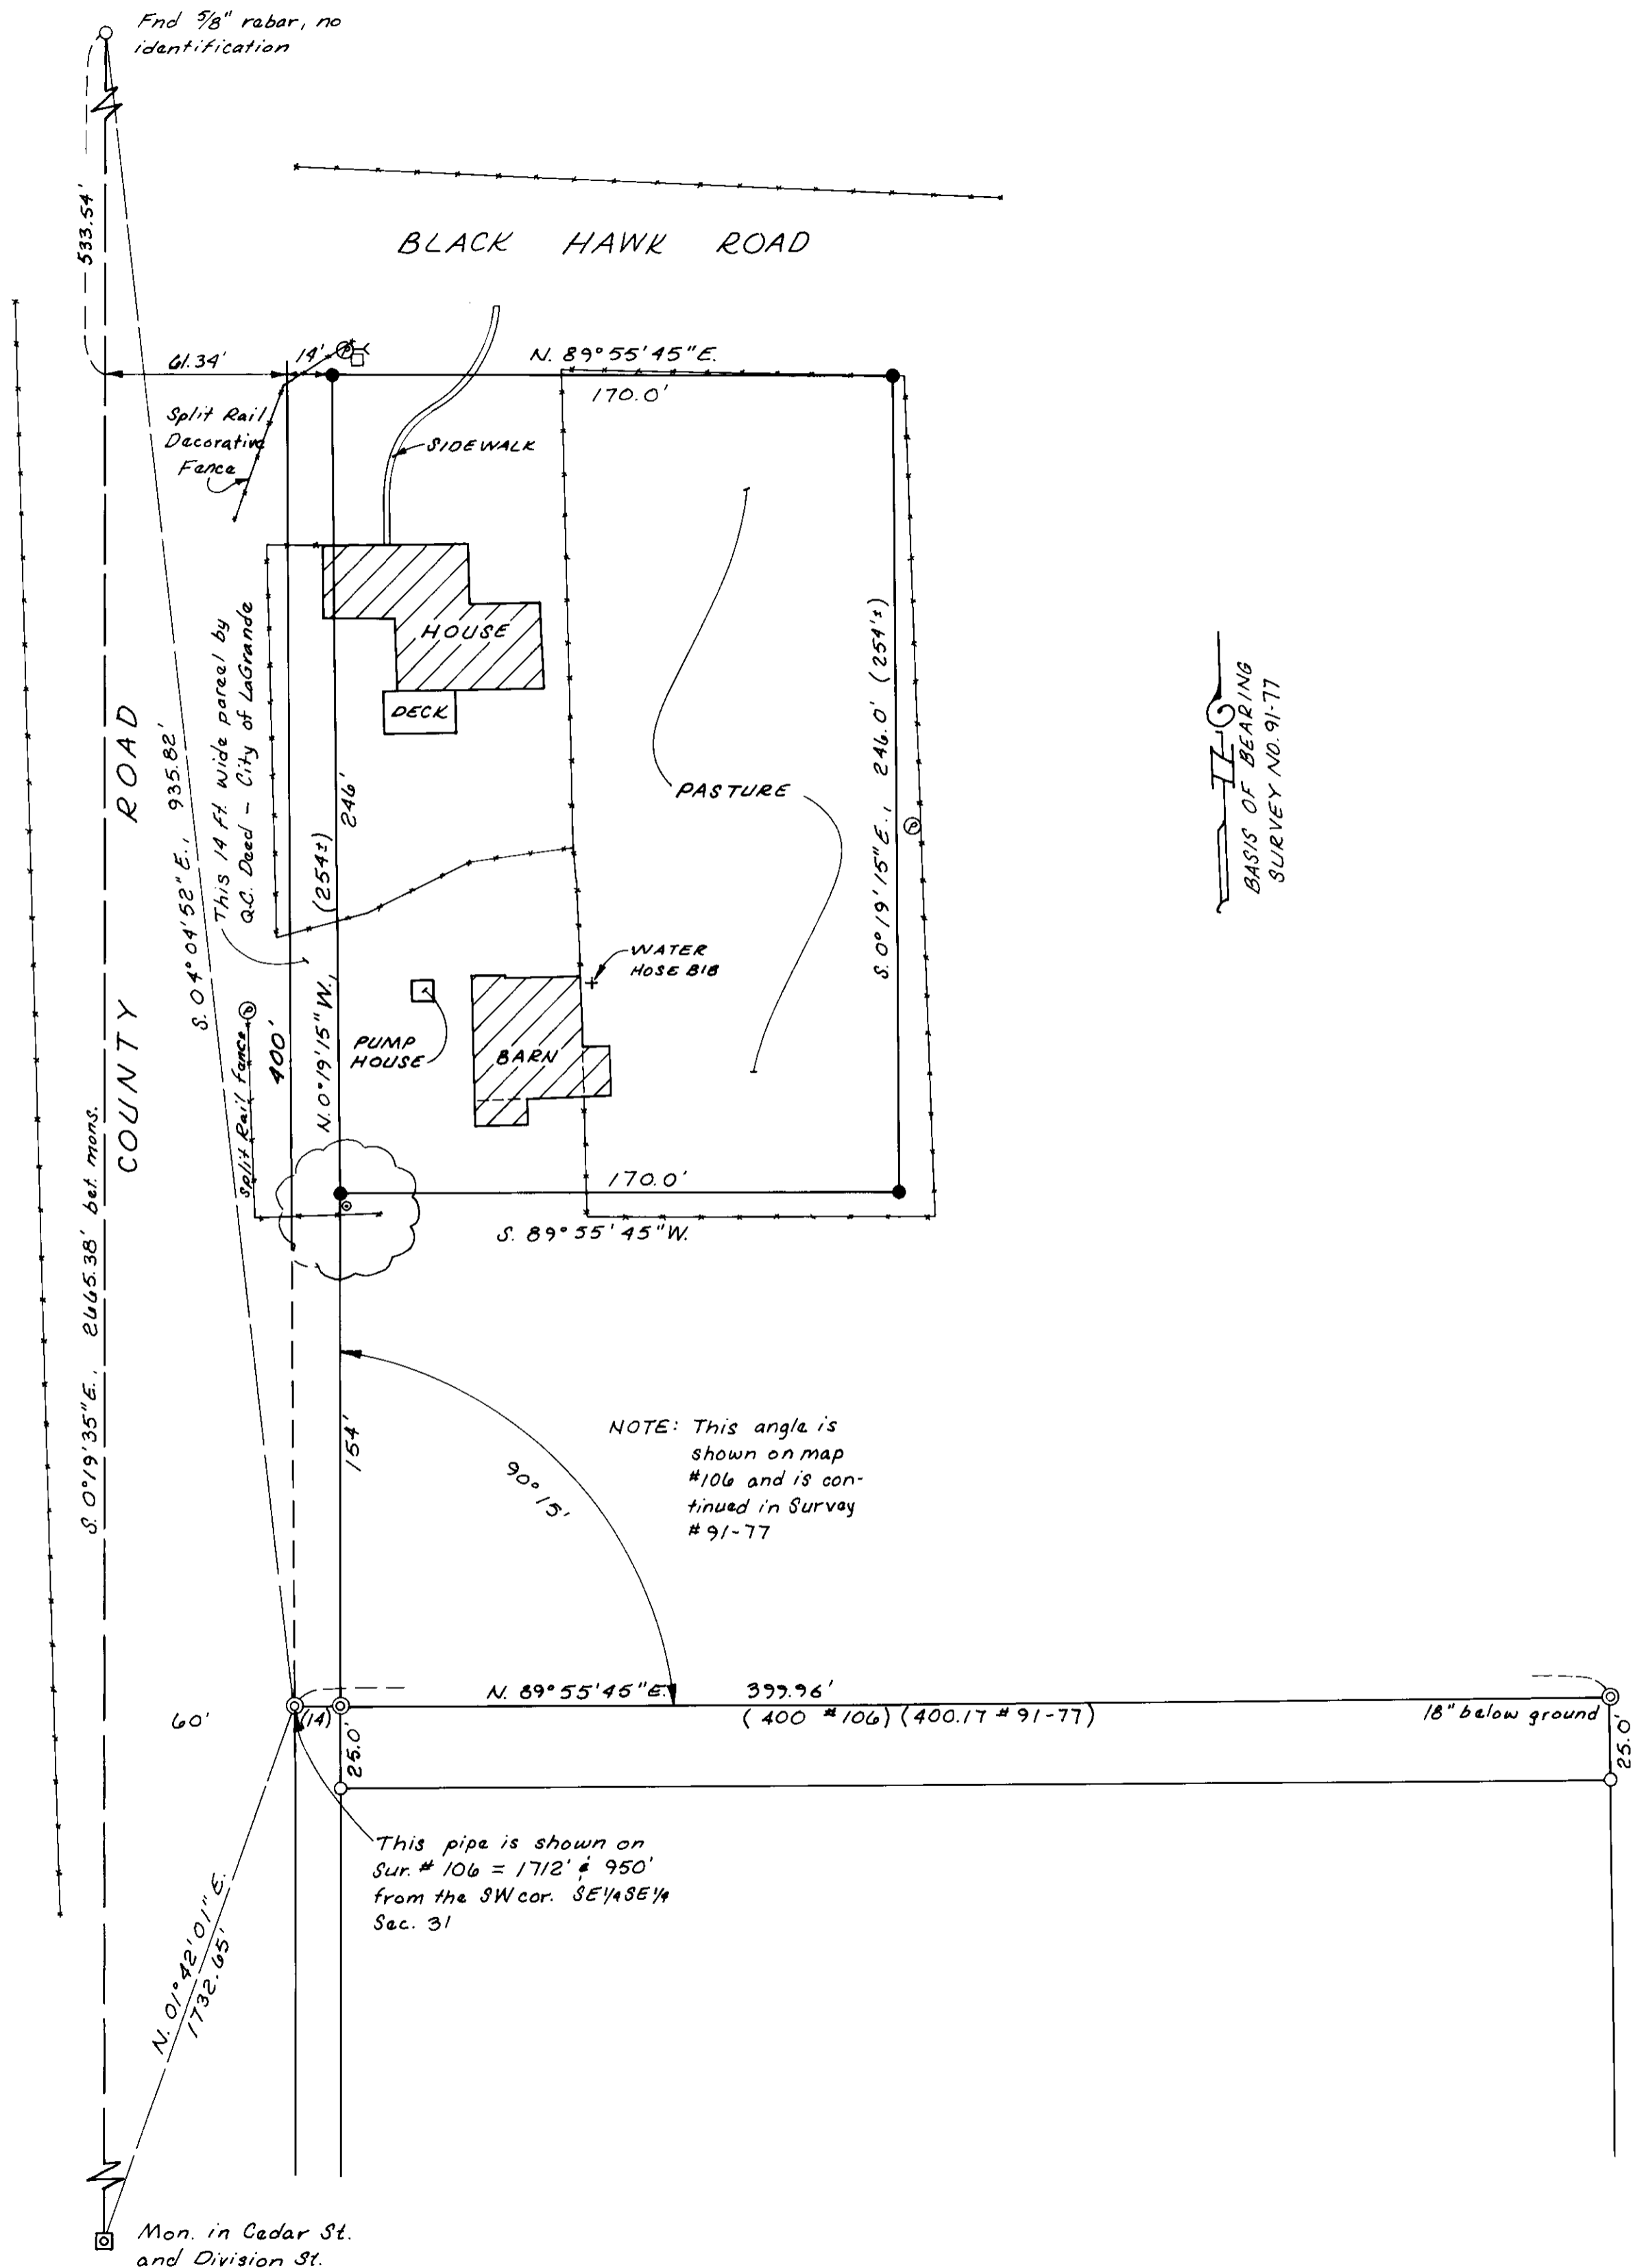 Fnd 5/8" rebar, no
identification
533.54'
BLACK HAWK ROAD
61.34'
14'
N. 89°55'45"E.
170.0'
Split Rail
Decorative
Fence
SIDEWALK
HOUSE
DECK
This 14 Ft. Wide parcel by
Q.C. Deed - City of LaGrande
S. 04°04'52"E., 935.82'
COUNTY ROAD
246'
(254±)
N. 0°19'15"W.,
400'
Split Rail Fence
PASTURE
S. 0°19'15"E., 246.0' (254'±)
BASIS OF BEARING
SURVEY NO. 91-77
WATER
HOSE BIB
PUMP
HOUSE
BARN
170.0'
S. 89°55'45"W.
S. 0°19'35"E., 2665.38' bet. mons.
154'
90°15'
NOTE: This angle is
shown on map
#106 and is con-
tinued in Survey
#91-77
N. 89°55'45"E. 399.96'
(14)
(400 #106) (400.17 #91-77)
18" below ground
60'
25.0'
25.0'
This pipe is shown on
Sur. #106 = 1712' & 950'
from the SW cor. SE1/4SE1/4
Sec. 31
N. 01°42'01"E.
1732.65'
Mon. in Cedar St.
and Division St.